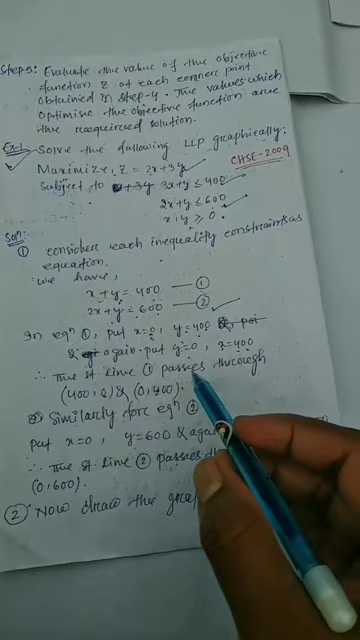 Step-5: Evaluate the value of the objective
function Z at each corner point
obtained in step-4. The values which
Optimise the objective function are
the required solution.
Ex-1 Solve the following LLP graphically.
Maximize, Z = 2x+3y
CHSE-2009
Subject to x+y ≤ 400
2x+y ≤ 600
x,y ≥ 0.
Soln:
① consider each inequality constraints as
equation.
we have,
x+y = 400 — ①
2x+y = 600 — ②
In eqn ①, put x=0, y=400
& again put y=0, x=400
∴ The st. line ① passes through
(400, 0) & (0, 400).
Similarly for eqn ②
put x=0, y=600 & again
∴ The st. line ② passes
(0, 600).
② Now draw the